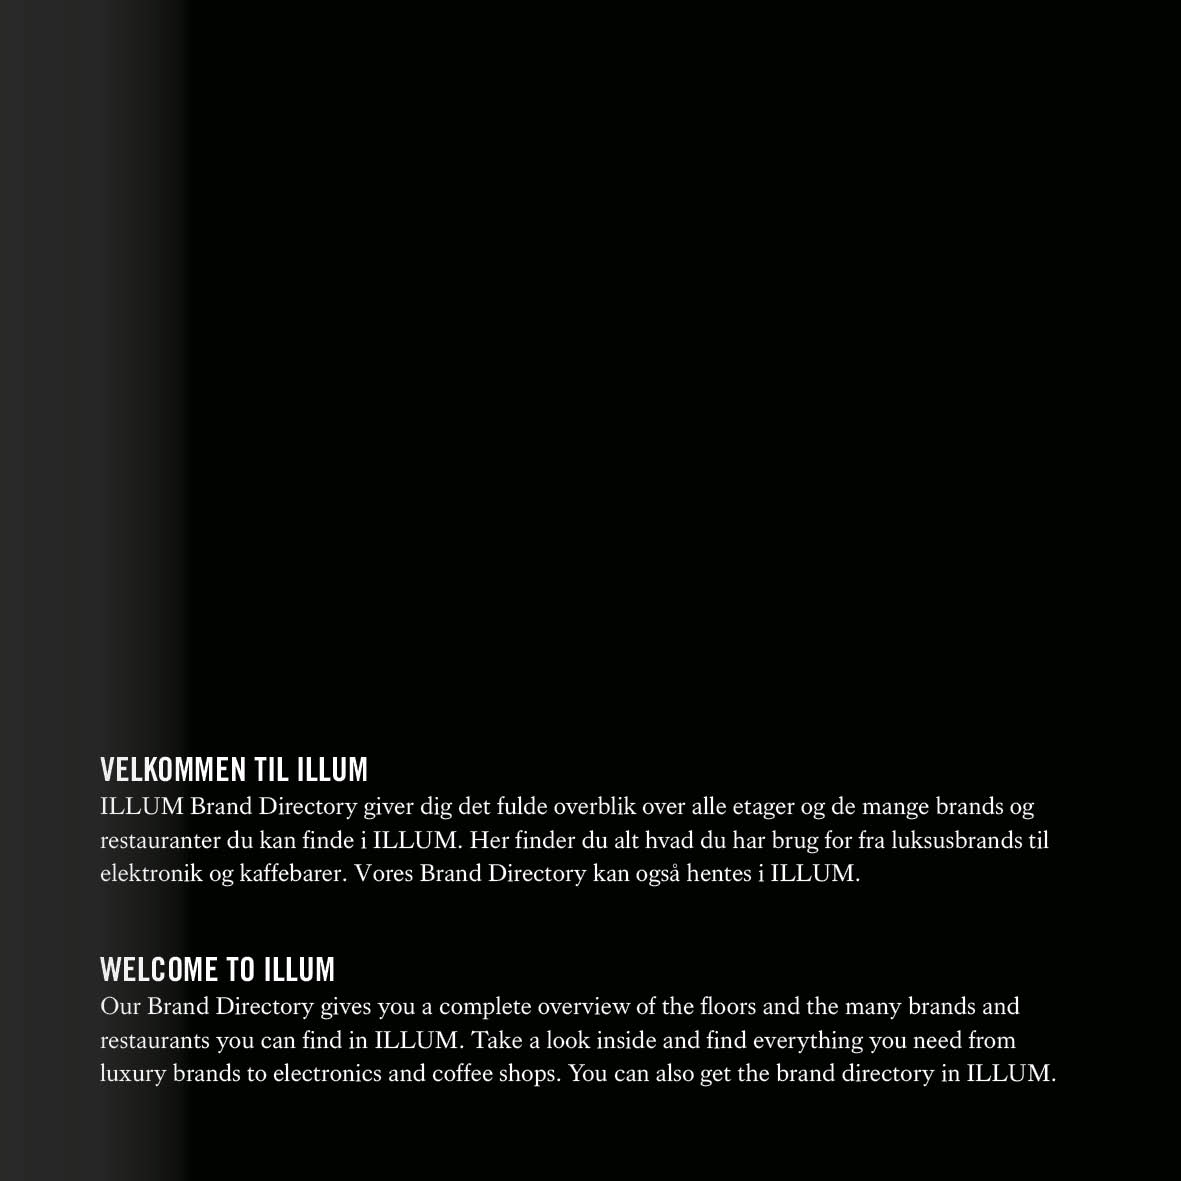 VELKOMMEN TIL ILLUM
ILLUM Brand Directory giver dig det fulde overblik over alle etager og de mange brands og
restauranter du kan finde i ILLUM. Her finder du alt hvad du har brug for fra luksusbrands til
elektronik og kaffebarer. Vores Brand Directory kan også hentes i ILLUM.
WELCOME TO ILLUM
Our Brand Directory gives you a complete overview of the floors and the many brands and
restaurants you can find in ILLUM. Take a look inside and find everything you need from
luxury brands to electronics and coffee shops. You can also get the brand directory in ILLUM.